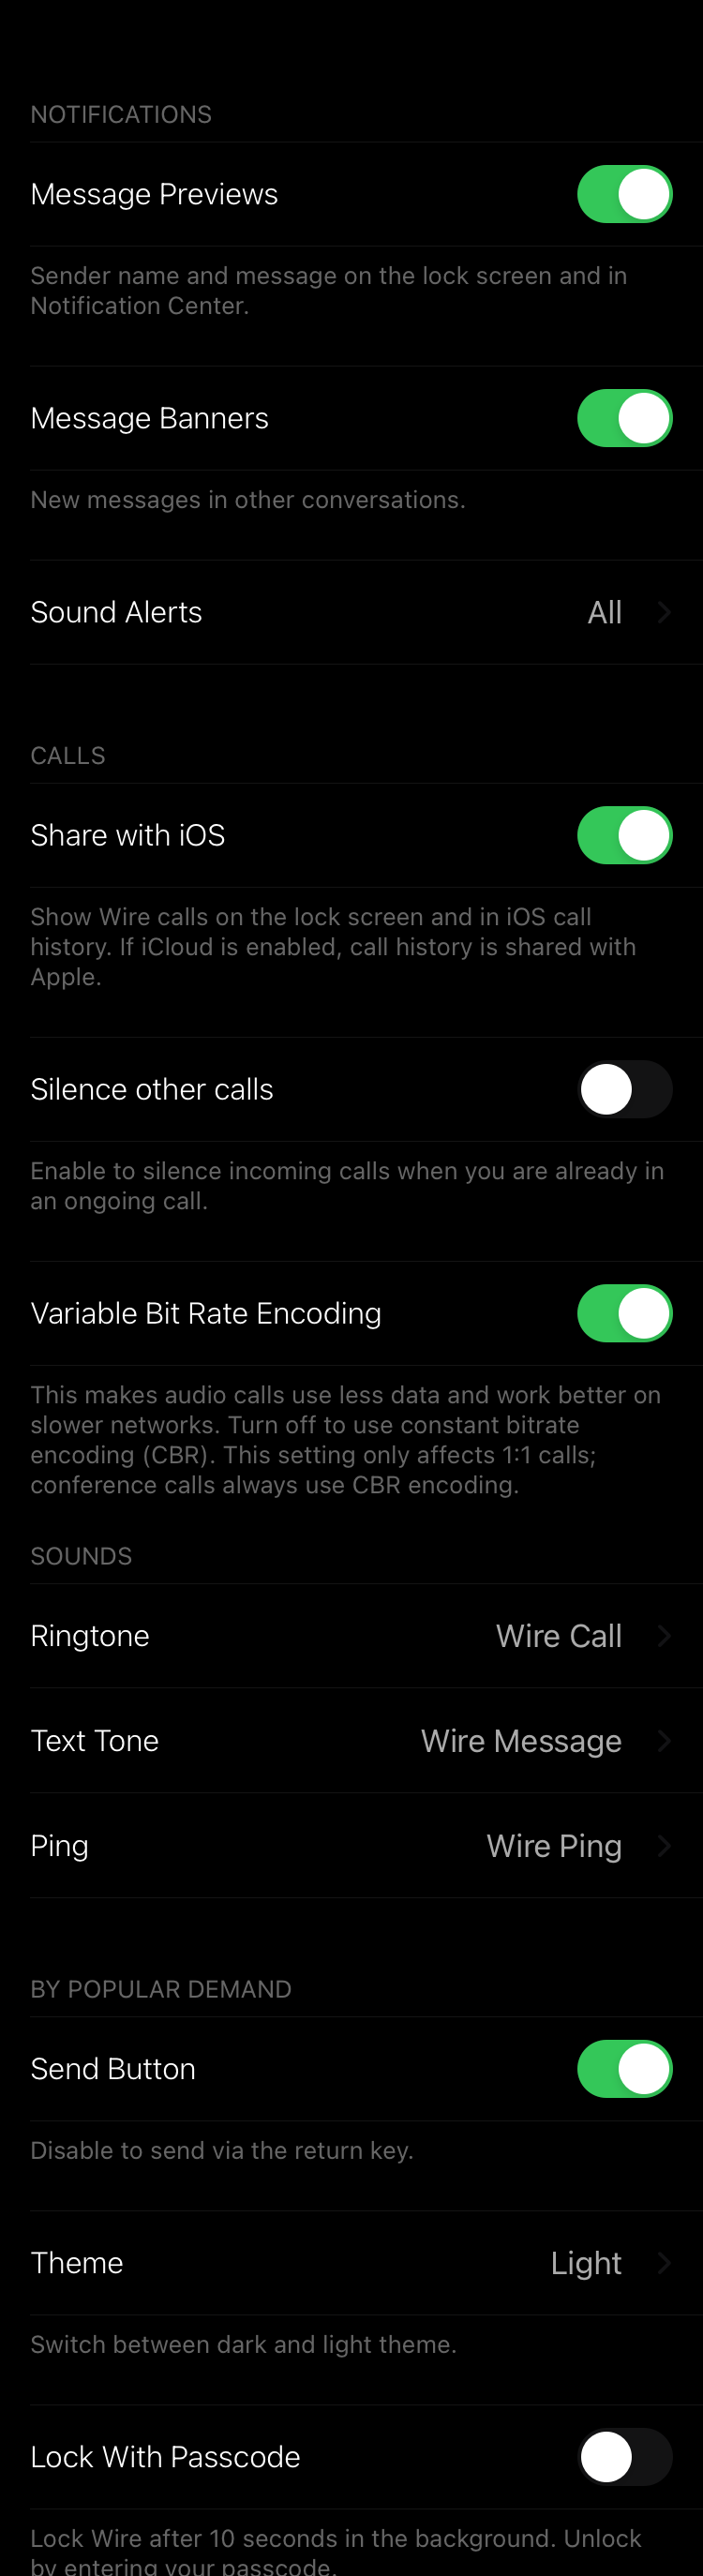 NOTIFICATIONS
Message Previews
Sender name and message on the lock screen and in
Notification Center.
Message Banners
New messages in other conversations.
Sound Alerts All
CALLS
Share with iOS
Show Wire calls on the lock screen and in iOS call
history. If iCloud is enabled, call history is shared with
Apple.
Silence other calls
Enable to silence incoming calls when you are already in
an ongoing call.
Variable Bit Rate Encoding
This makes audio calls use less data and work better on
slower networks. Turn off to use constant bitrate
encoding (CBR). This setting only affects 1:1 calls;
conference calls always use CBR encoding.
SOUNDS
Ringtone Wire Call
Text Tone Wire Message
Ping Wire Ping
BY POPULAR DEMAND
Send Button
Disable to send via the return key.
Theme Light
Switch between dark and light theme.
Lock With Passcode
Lock Wire after 10 seconds in the background. Unlock
by entering your passcode.